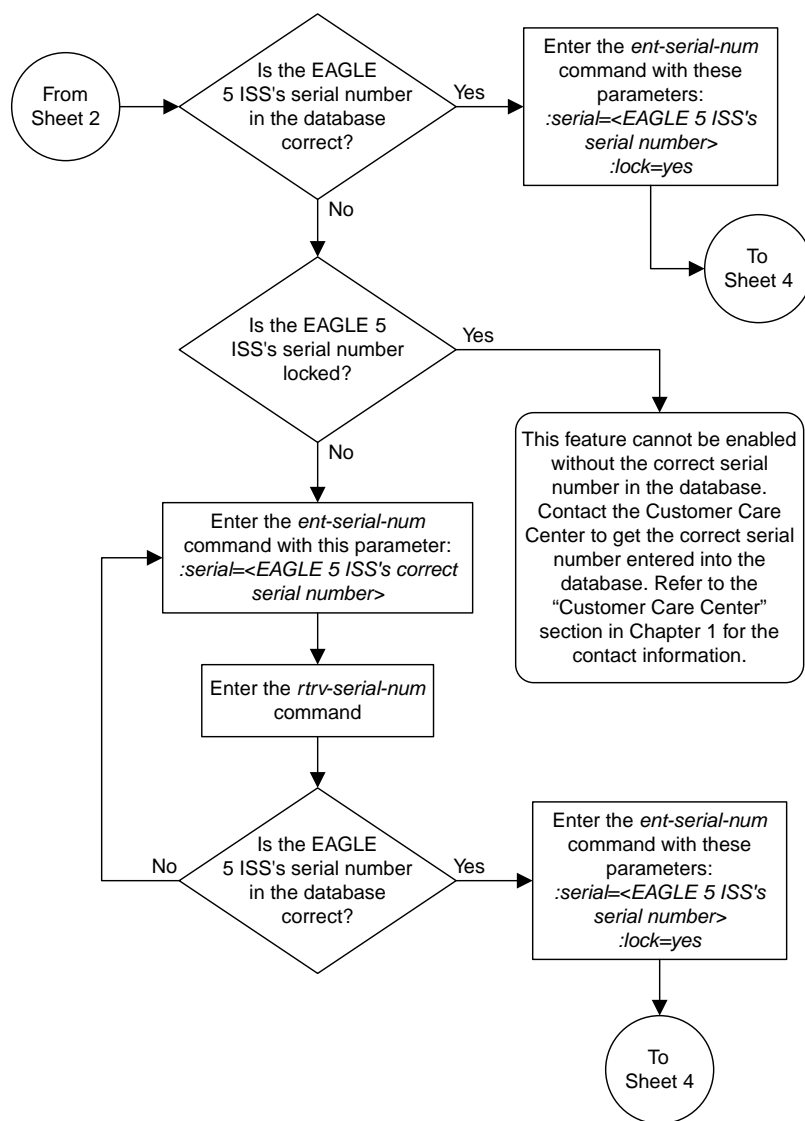 From
Sheet 2
Is the EAGLE
5 ISS's serial number
in the database
correct?
Yes
Enter the ent-serial-num
command with these
parameters:
:serial=<EAGLE 5 ISS's
serial number>
:lock=yes
No
To
Sheet 4
Is the EAGLE 5
ISS's serial number
locked?
Yes
This feature cannot be enabled
without the correct serial
number in the database.
Contact the Customer Care
Center to get the correct serial
number entered into the
database. Refer to the
“Customer Care Center”
section in Chapter 1 for the
contact information.
No
Enter the ent-serial-num
command with this parameter:
:serial=<EAGLE 5 ISS's correct
serial number>
Enter the rtrv-serial-num
command
Is the EAGLE
5 ISS's serial number
in the database
correct?
No
Yes
Enter the ent-serial-num
command with these
parameters:
:serial=<EAGLE 5 ISS's
serial number>
:lock=yes
To
Sheet 4